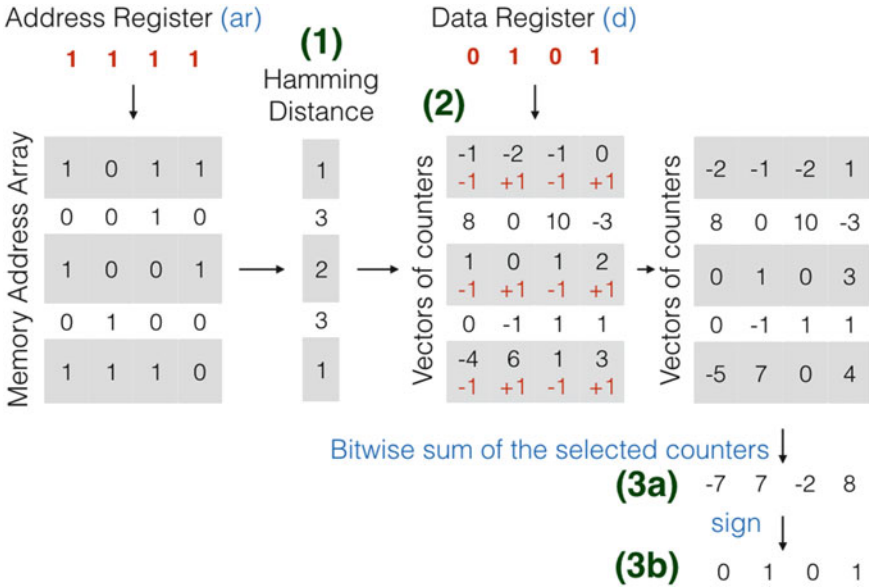 Address Register (ar)
1 1 1 1
(1)
Hamming
Distance
Data Register (d)
0 1 0 1
(2)
Memory Address Array
1 0 1 1
0 0 1 0
1 0 0 1
0 1 0 0
1 1 1 0
1
3
2
3
1
Vectors of counters
-1 -2 -1 0
-1 +1 -1 +1
8 0 10 -3
1 0 1 2
-1 +1 -1 +1
0 -1 1 1
-4 6 1 3
-1 +1 -1 +1
Vectors of counters
-2 -1 -2 1
8 0 10 -3
0 1 0 3
0 -1 1 1
-5 7 0 4
Bitwise sum of the selected counters
(3a) -7 7 -2 8
sign
(3b) 0 1 0 1